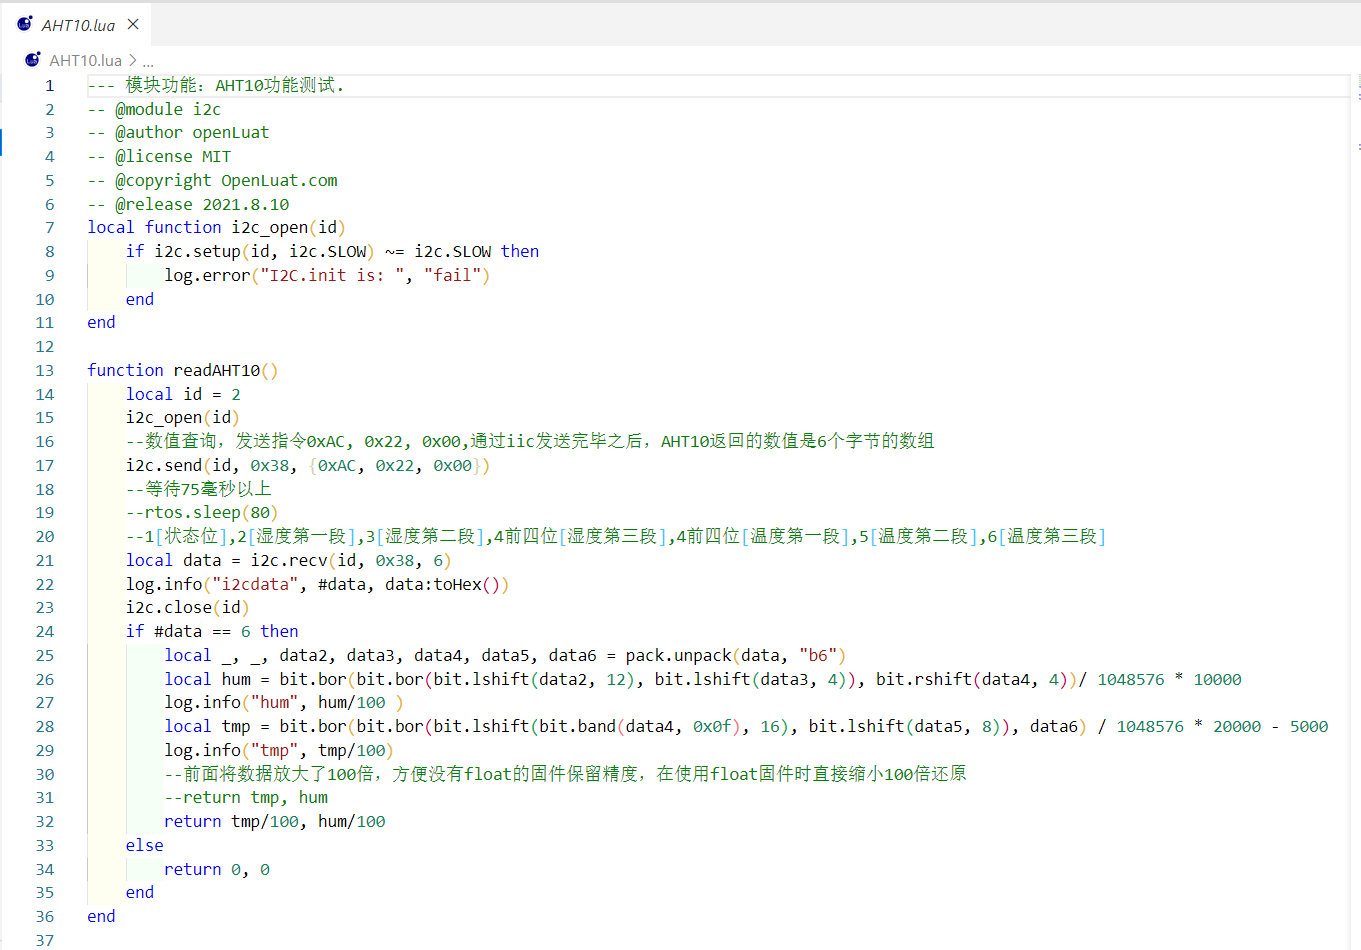 AHT10.lua
AHT10.lua > ...
1 --- 模块功能：AHT10功能测试.
2 -- @module i2c
3 -- @author openLuat
4 -- @license MIT
5 -- @copyright OpenLuat.com
6 -- @release 2021.8.10
7 local function i2c_open(id)
8     if i2c.setup(id, i2c.SLOW) ~= i2c.SLOW then
9         log.error("I2C.init is: ", "fail")
10     end
11 end
12
13 function readAHT10()
14     local id = 2
15     i2c_open(id)
16     --数值查询，发送指令0xAC, 0x22, 0x00,通过iic发送完毕之后，AHT10返回的数值是6个字节的数组
17     i2c.send(id, 0x38, {0xAC, 0x22, 0x00})
18     --等待75毫秒以上
19     --rtos.sleep(80)
20     --1[状态位],2[湿度第一段],3[湿度第二段],4前四位[湿度第三段],4前四位[温度第一段],5[温度第二段],6[温度第三段]
21     local data = i2c.recv(id, 0x38, 6)
22     log.info("i2cdata", #data, data:toHex())
23     i2c.close(id)
24     if #data == 6 then
25         local _, _, data2, data3, data4, data5, data6 = pack.unpack(data, "b6")
26         local hum = bit.bor(bit.bor(bit.lshift(data2, 12), bit.lshift(data3, 4)), bit.rshift(data4, 4))/ 1048576 * 10000
27         log.info("hum", hum/100 )
28         local tmp = bit.bor(bit.bor(bit.lshift(bit.band(data4, 0x0f), 16), bit.lshift(data5, 8)), data6) / 1048576 * 20000 - 5000
29         log.info("tmp", tmp/100)
30         --前面将数据放大了100倍，方便没有float的固件保留精度，在使用float固件时直接缩小100倍还原
31         --return tmp, hum
32         return tmp/100, hum/100
33     else
34         return 0, 0
35     end
36 end
37